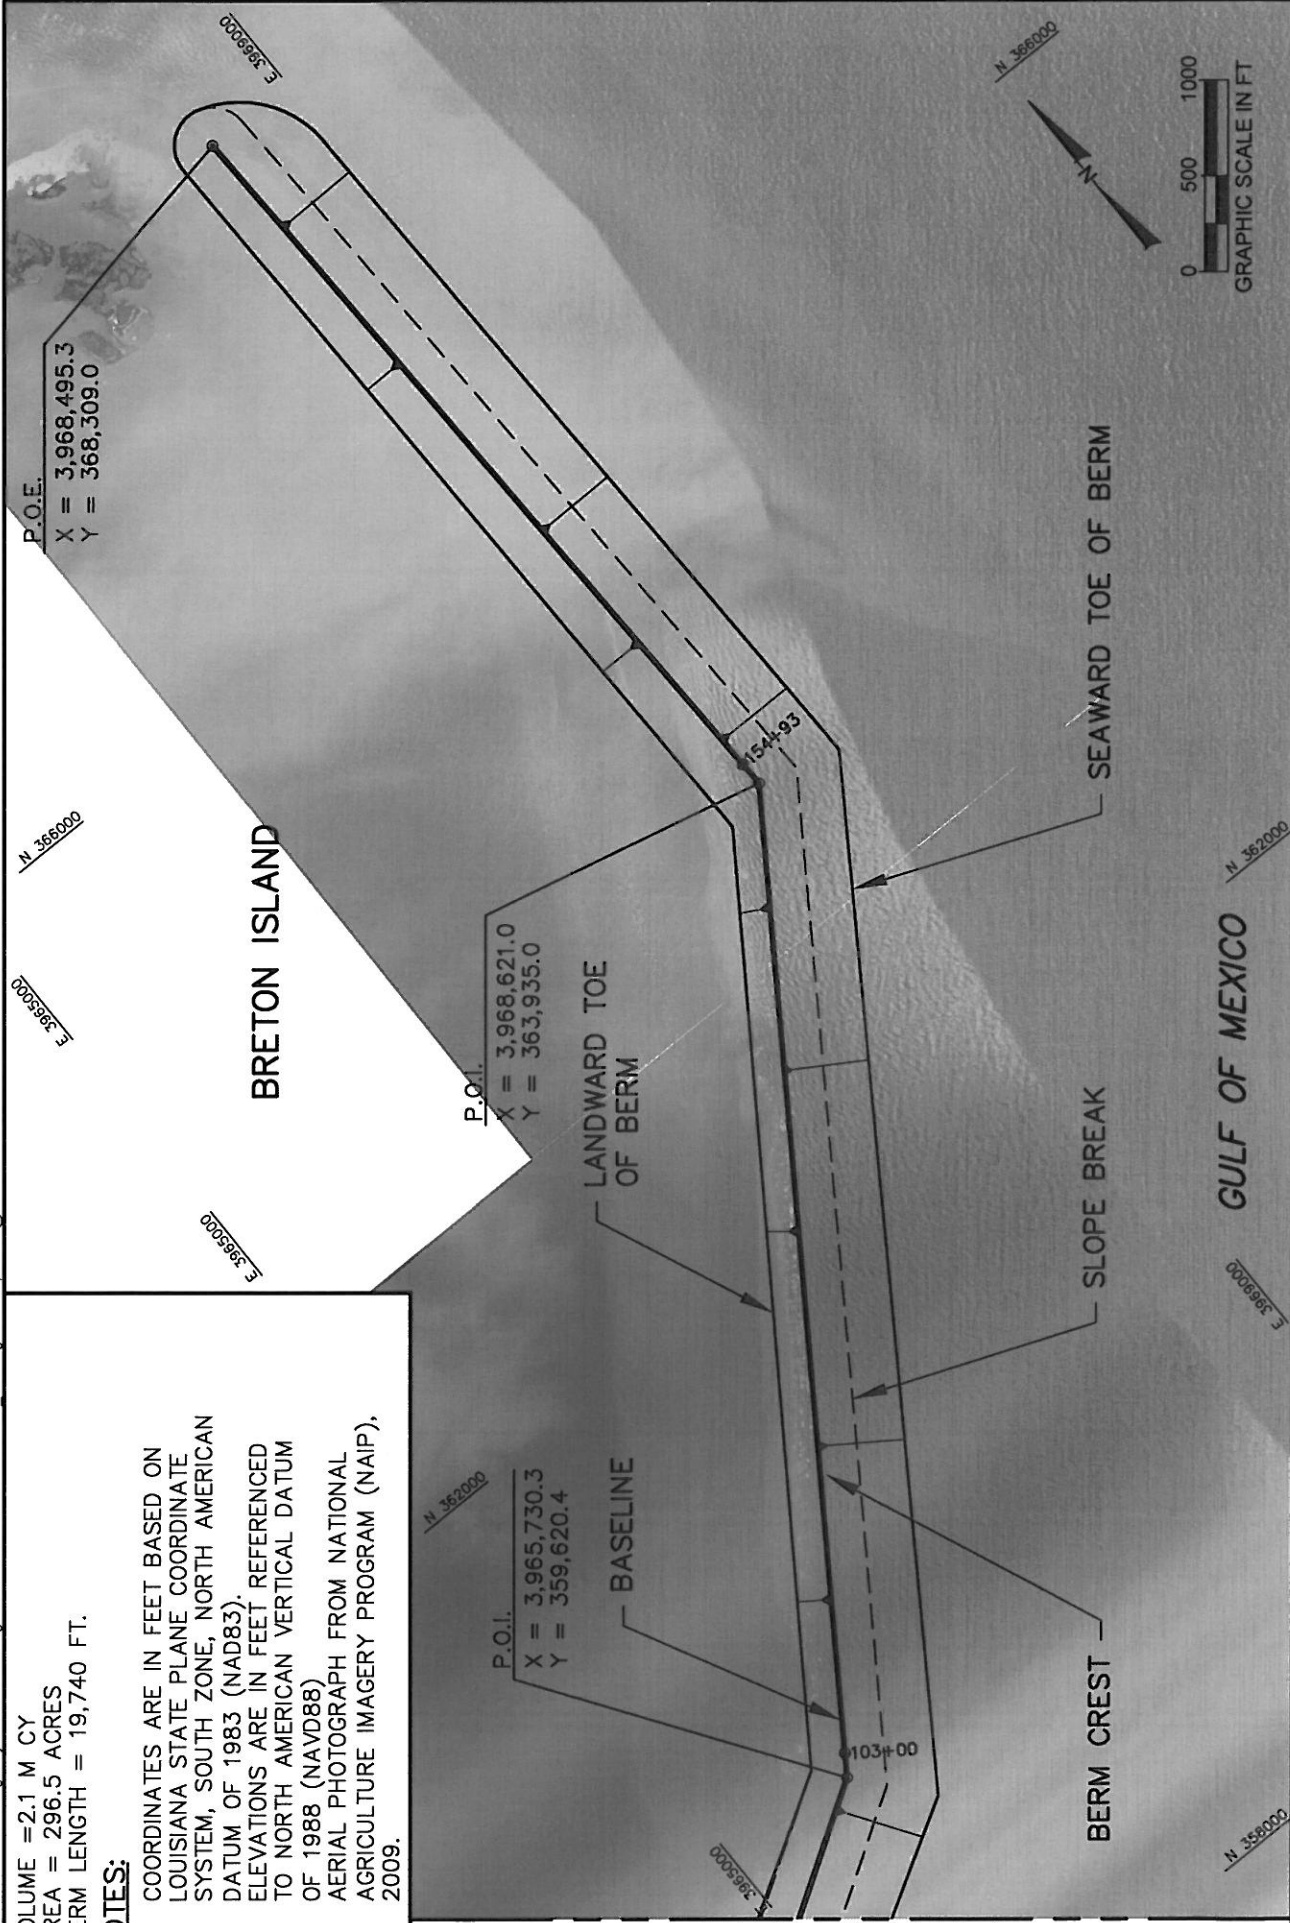 OLUME =2.1 M CY
REA = 296.5 ACRES
ERM LENGTH = 19,740 FT.
OTES:
COORDINATES ARE IN FEET BASED ON
LOUISIANA STATE PLANE COORDINATE
SYSTEM, SOUTH ZONE, NORTH AMERICAN
DATUM OF 1983 (NAD83).
ELEVATIONS ARE IN FEET REFERENCED
TO NORTH AMERICAN VERTICAL DATUM
OF 1988 (NAVD88)
AERIAL PHOTOGRAPH FROM NATIONAL
AGRICULTURE IMAGERY PROGRAM (NAIP),
2009.
E 3965000
E 3965000
N 366000
E 3969000
BRETON ISLAND
P.O.E.
X = 3,968,495.3
Y = 368,309.0
N 362000
P.O.I.
X = 3,965,730.3
Y = 359,620.4
BASELINE
P.O.I.
X = 3,968,621.0
Y = 363,935.0
LANDWARD TOE
OF BERM
3965000
103+00
154+93
BERM CREST
SLOPE BREAK
SEAWARD TOE OF BERM
N 366000
N
N 358000
E 3969000
GULF OF MEXICO
N 362000
0 500 1000
GRAPHIC SCALE IN FT